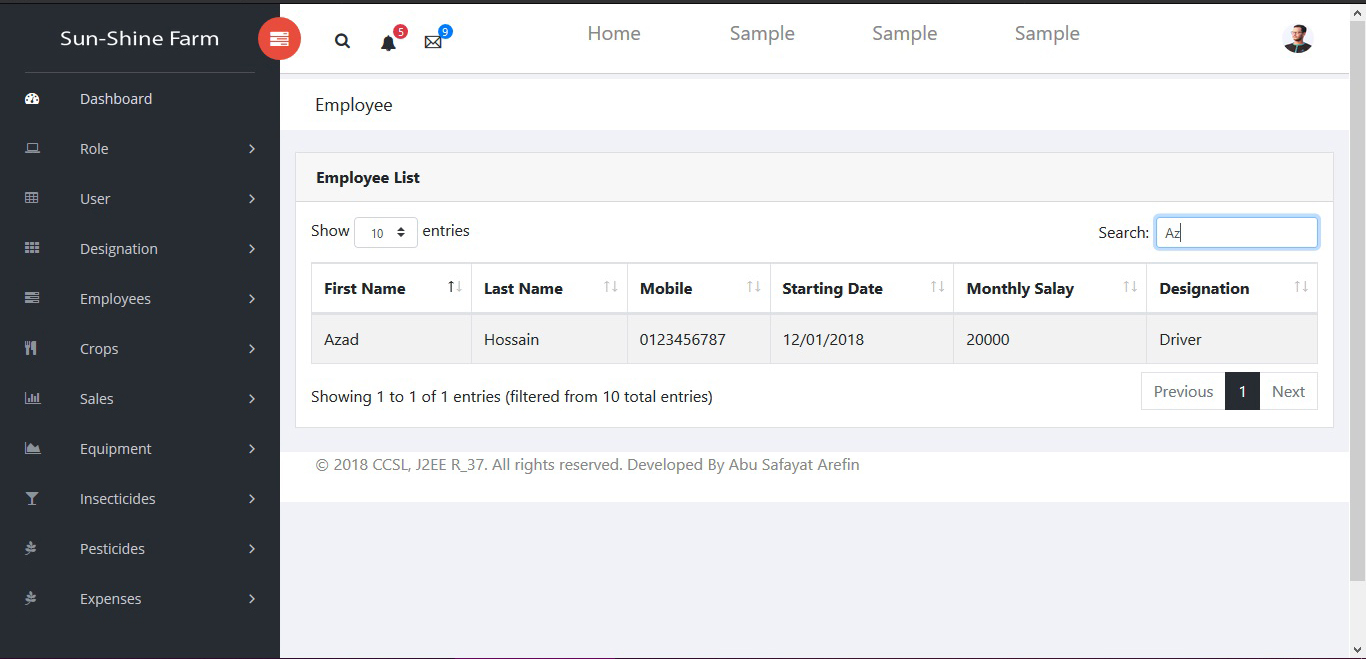 Sun-Shine Farm
5
9
Home
Sample
Sample
Sample
Dashboard
Role
User
Designation
Employees
Crops
Sales
Equipment
Insecticides
Pesticides
Expenses
Employee
Employee List
Show 10 entries
Search: Az
First Name Last Name Mobile Starting Date Monthly Salay Designation
Azad Hossain 0123456787 12/01/2018 20000 Driver
Showing 1 to 1 of 1 entries (filtered from 10 total entries)
Previous 1 Next
© 2018 CCSL, J2EE R_37. All rights reserved. Developed By Abu Safayat Arefin